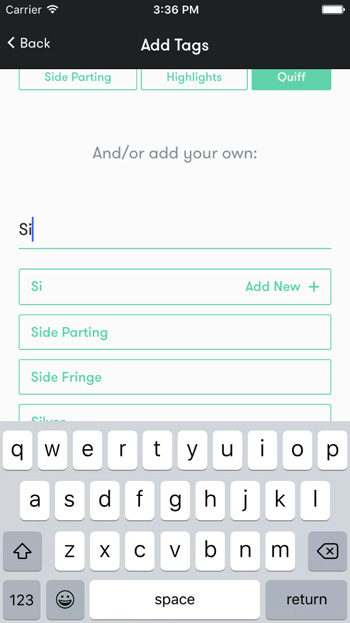 Carrier 3:36 PM
Back Add Tags
Side Parting Highlights Quiff
And/or add your own:
Si
Si Add New +
Side Parting
Side Fringe
Silver
q w e r t y u i o p
a s d f g h j k l
z x c v b n m
123 space return